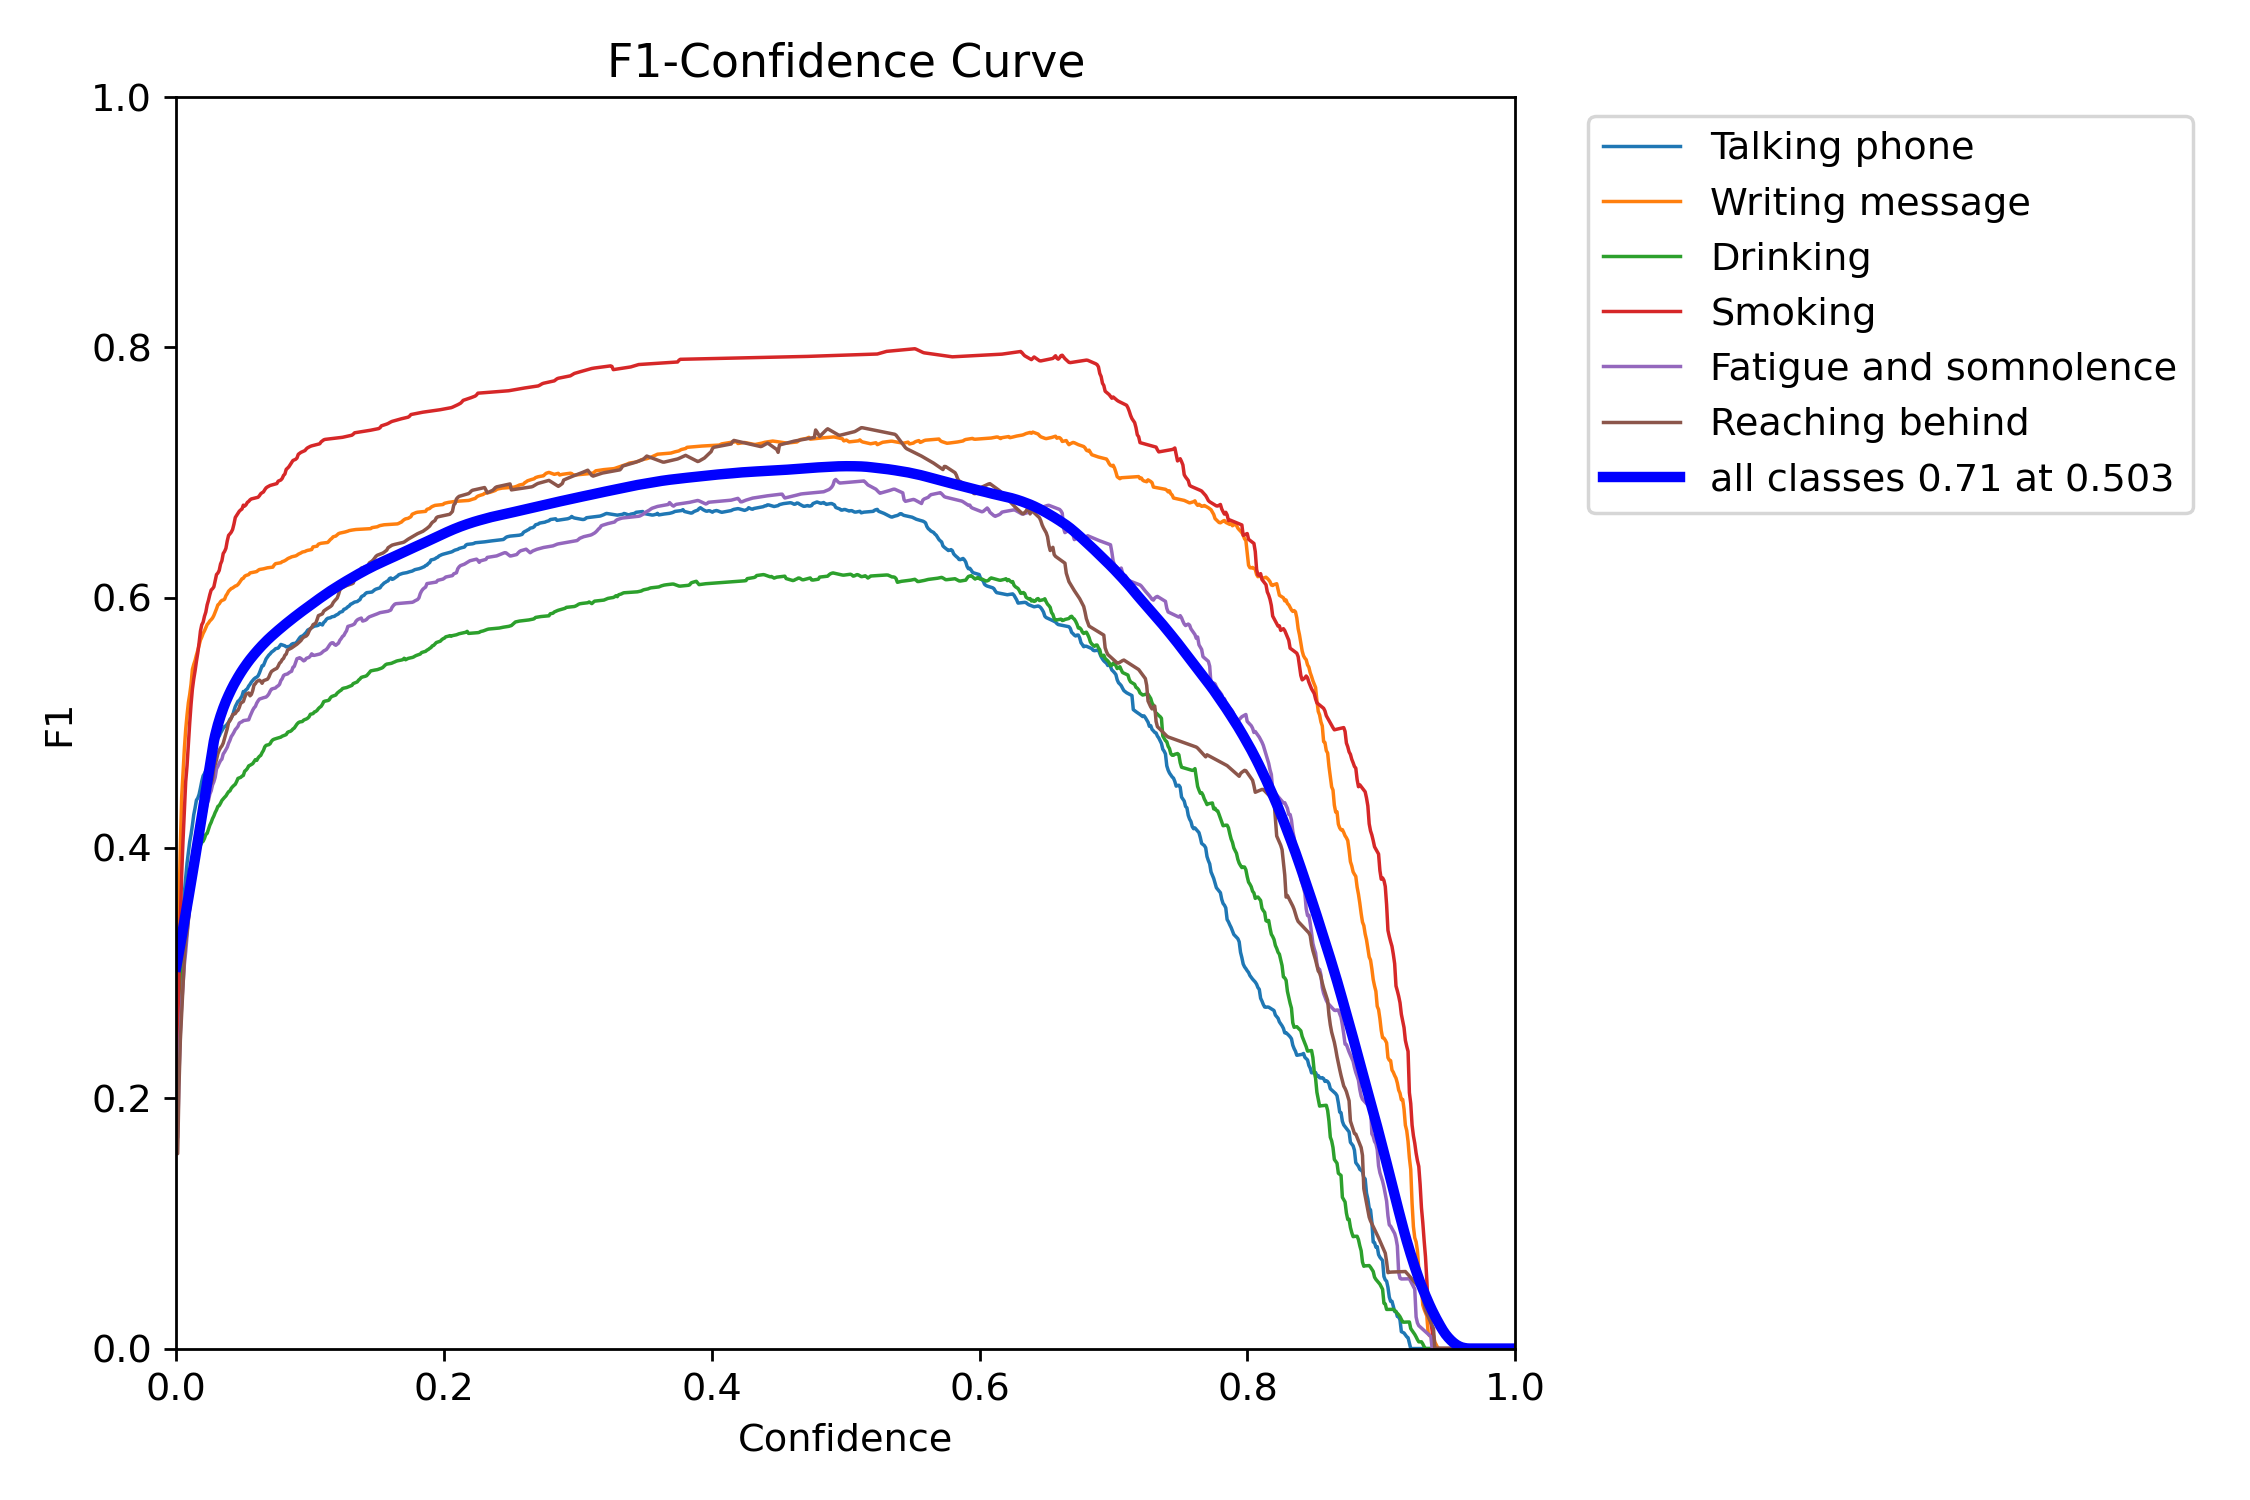 F1-Confidence Curve
1.0
0.8
0.6
0.4
0.2
0.0
F1
0.0 0.2 0.4 0.6 0.8 1.0
Confidence
Talking phone
Writing message
Drinking
Smoking
Fatigue and somnolence
Reaching behind
all classes 0.71 at 0.503